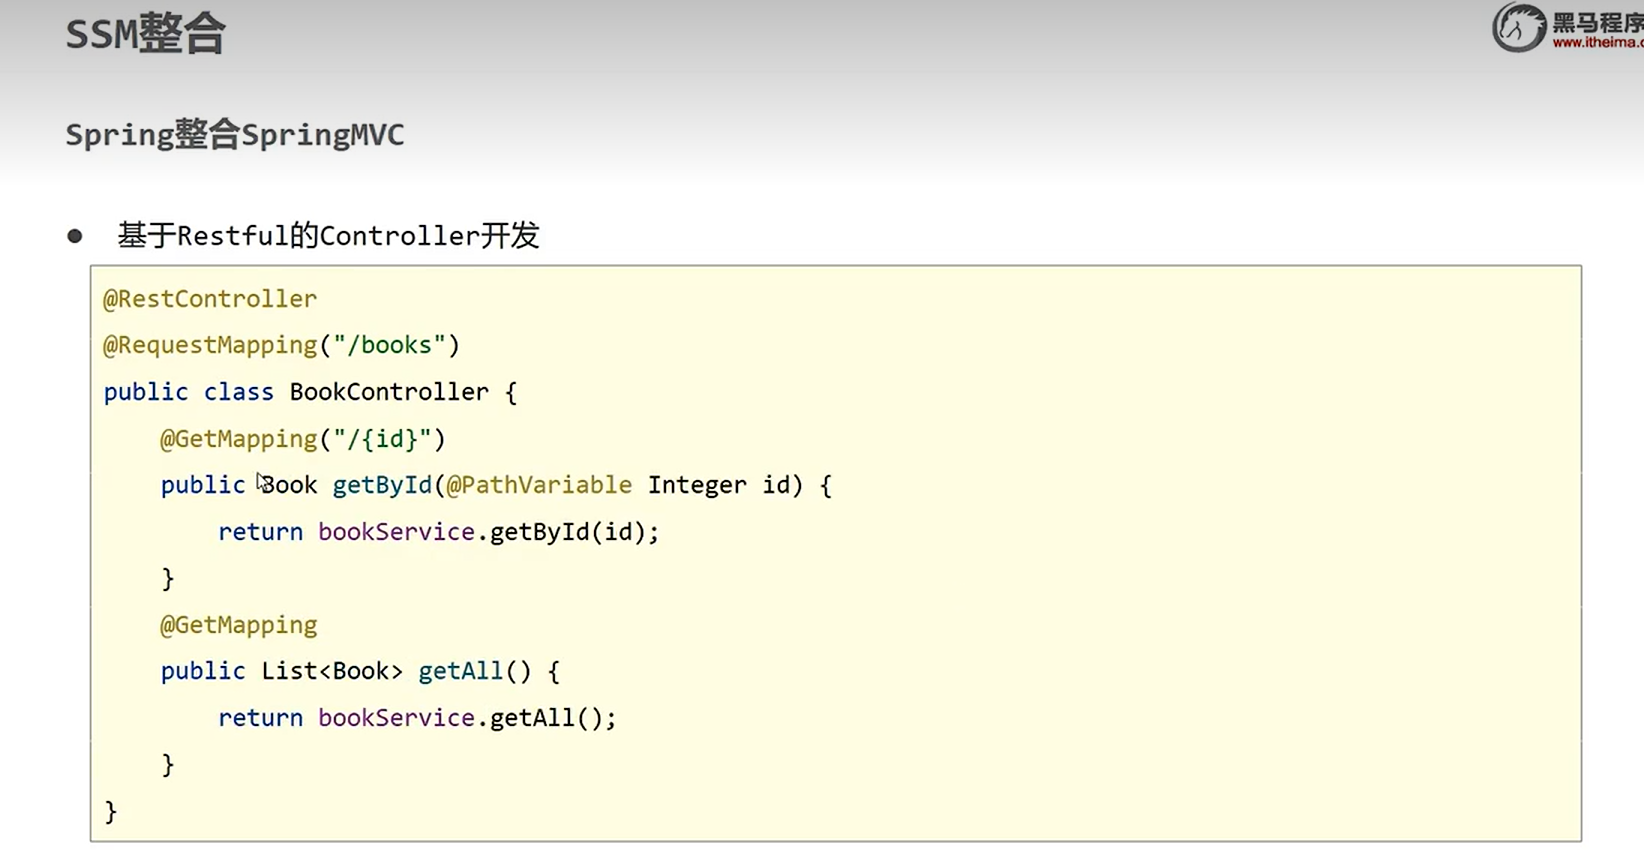 SSM整合
黑马程序
www.itheima.c
Spring整合SpringMVC
● 基于Restful的Controller开发
@RestController
@RequestMapping("/books")
public class BookController {
    @GetMapping("/{id}")
    public Book getById(@PathVariable Integer id) {
        return bookService.getById(id);
    }
    @GetMapping
    public List<Book> getAll() {
        return bookService.getAll();
    }
}